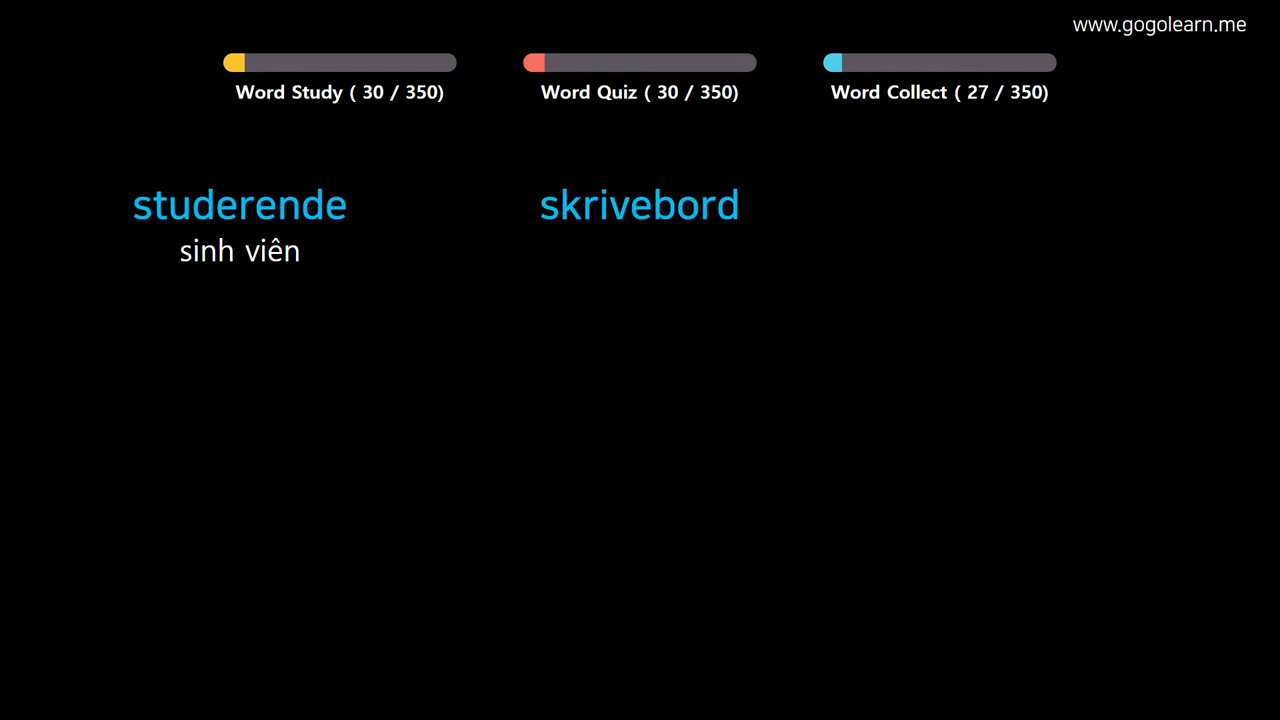 www.gogolearn.me
Word Study ( 30 / 350)
Word Quiz ( 30 / 350)
Word Collect ( 27 / 350)
studerende
sinh viên
skrivebord